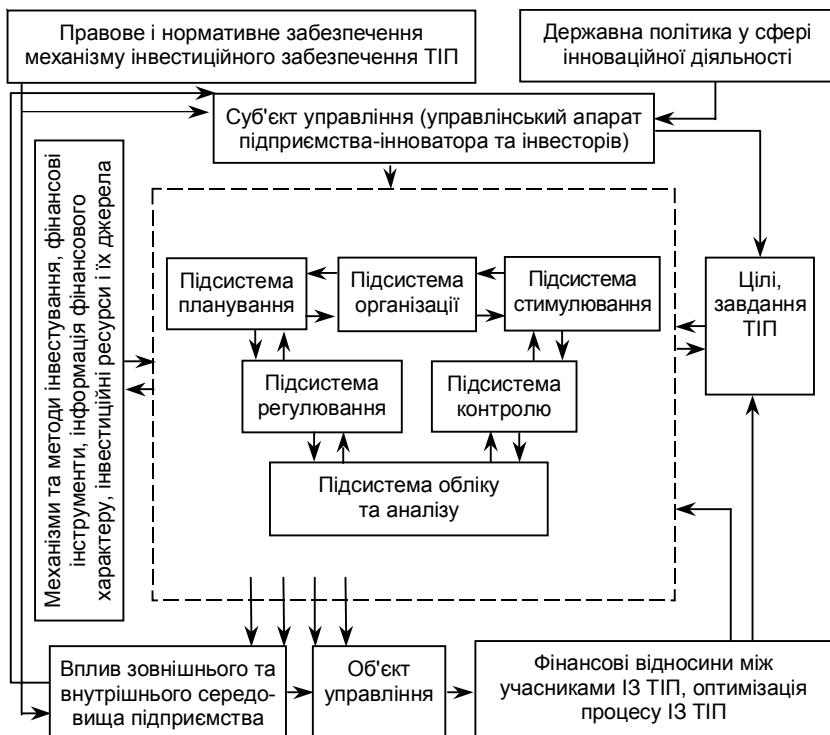 Правове і нормативне забезпечення
механізму інвестиційного забезпечення ТІП
Державна політика у сфері
інноваційної діяльності
Суб'єкт управління (управлінський апарат
підприємства-інноватора та інвесторів)
Механізми та методи інвестування, фінансові
інструменти, інформація фінансового
характеру, інвестиційні ресурси і їх джерела
Підсистема
планування
Підсистема
організації
Підсистема
стимулювання
Цілі,
завдання
ТІП
Підсистема
регулювання
Підсистема
контролю
Підсистема обліку
та аналізу
Вплив зовнішнього та
внутрішнього середо-
вища підприємства
Об'єкт
управління
Фінансові відносини між
учасниками ІЗ ТІП, оптимізація
процесу ІЗ ТІП